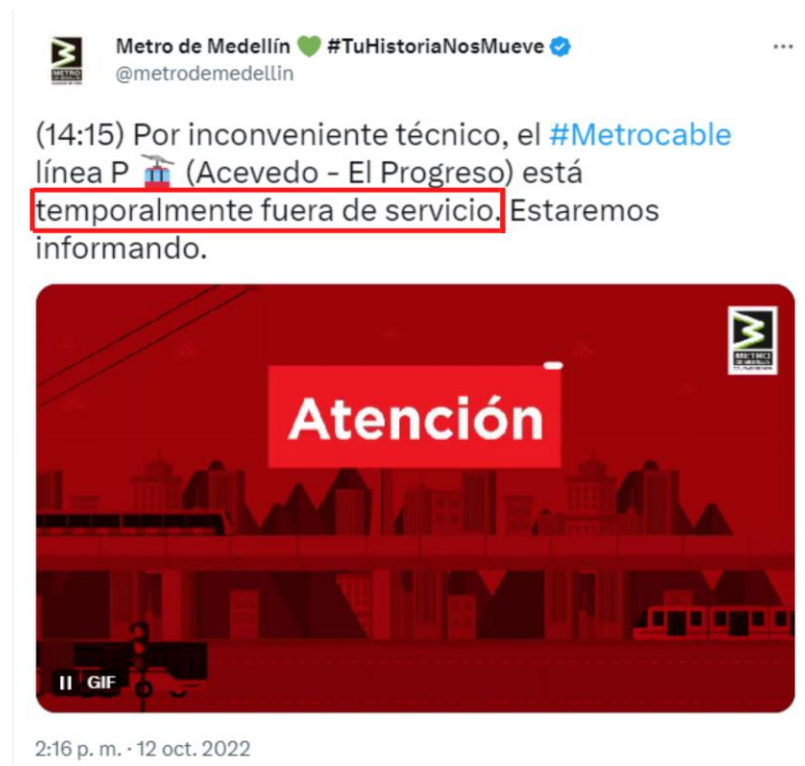 Metro de Medellín 💚 #TuHistoriaNosMueve
@metrodemedellin
(14:15) Por inconveniente técnico, el #Metrocable
línea P 🚡 (Acevedo - El Progreso) está
temporalmente fuera de servicio. Estaremos
informando.
METRO
Atención
GIF
2:16 p. m. · 12 oct. 2022